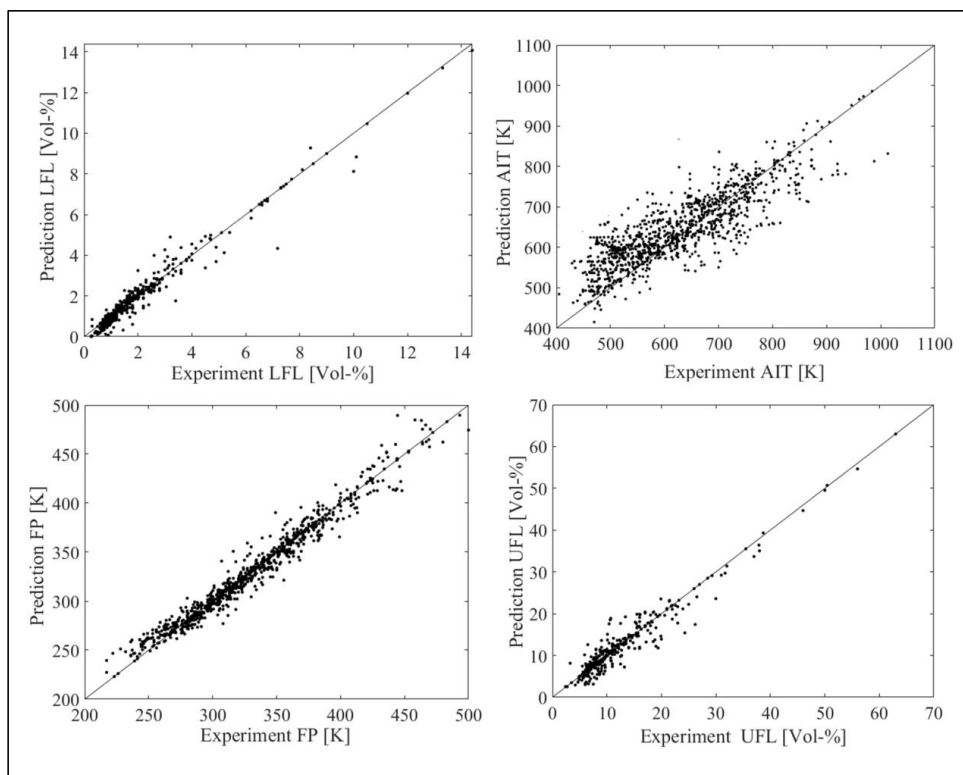 14
12
10
8
6
4
2
0
Prediction LFL [Vol-%]
0 2 4 6 8 10 12 14
Experiment LFL [Vol-%]
1100
1000
900
800
700
600
500
400
Prediction AIT [K]
400 500 600 700 800 900 1000 1100
Experiment AIT [K]
500
450
400
350
300
250
200
Prediction FP [K]
200 250 300 350 400 450 500
Experiment FP [K]
70
60
50
40
30
20
10
0
Prediction UFL [Vol-%]
0 10 20 30 40 50 60 70
Experiment UFL [Vol-%]